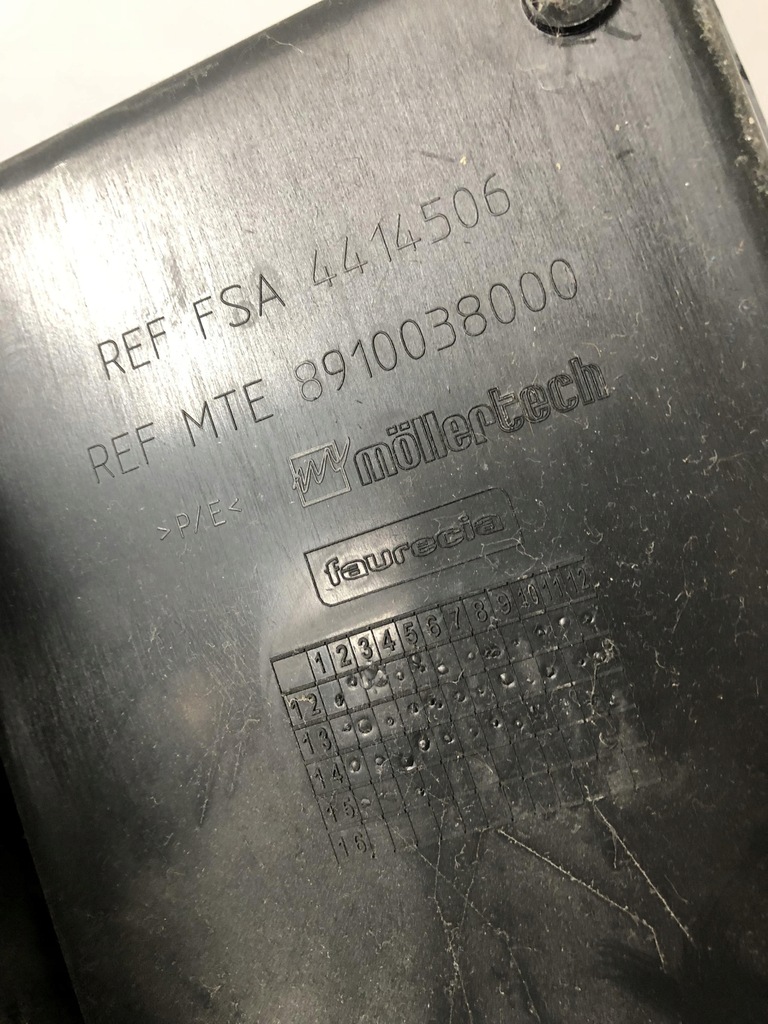 REF FSA 4414506
REF MTE 8910038000
möllertech
>P/E<
faurecia
1 2 3 4 5 6 7 8 9 10 11 12
12
13
14
15
16